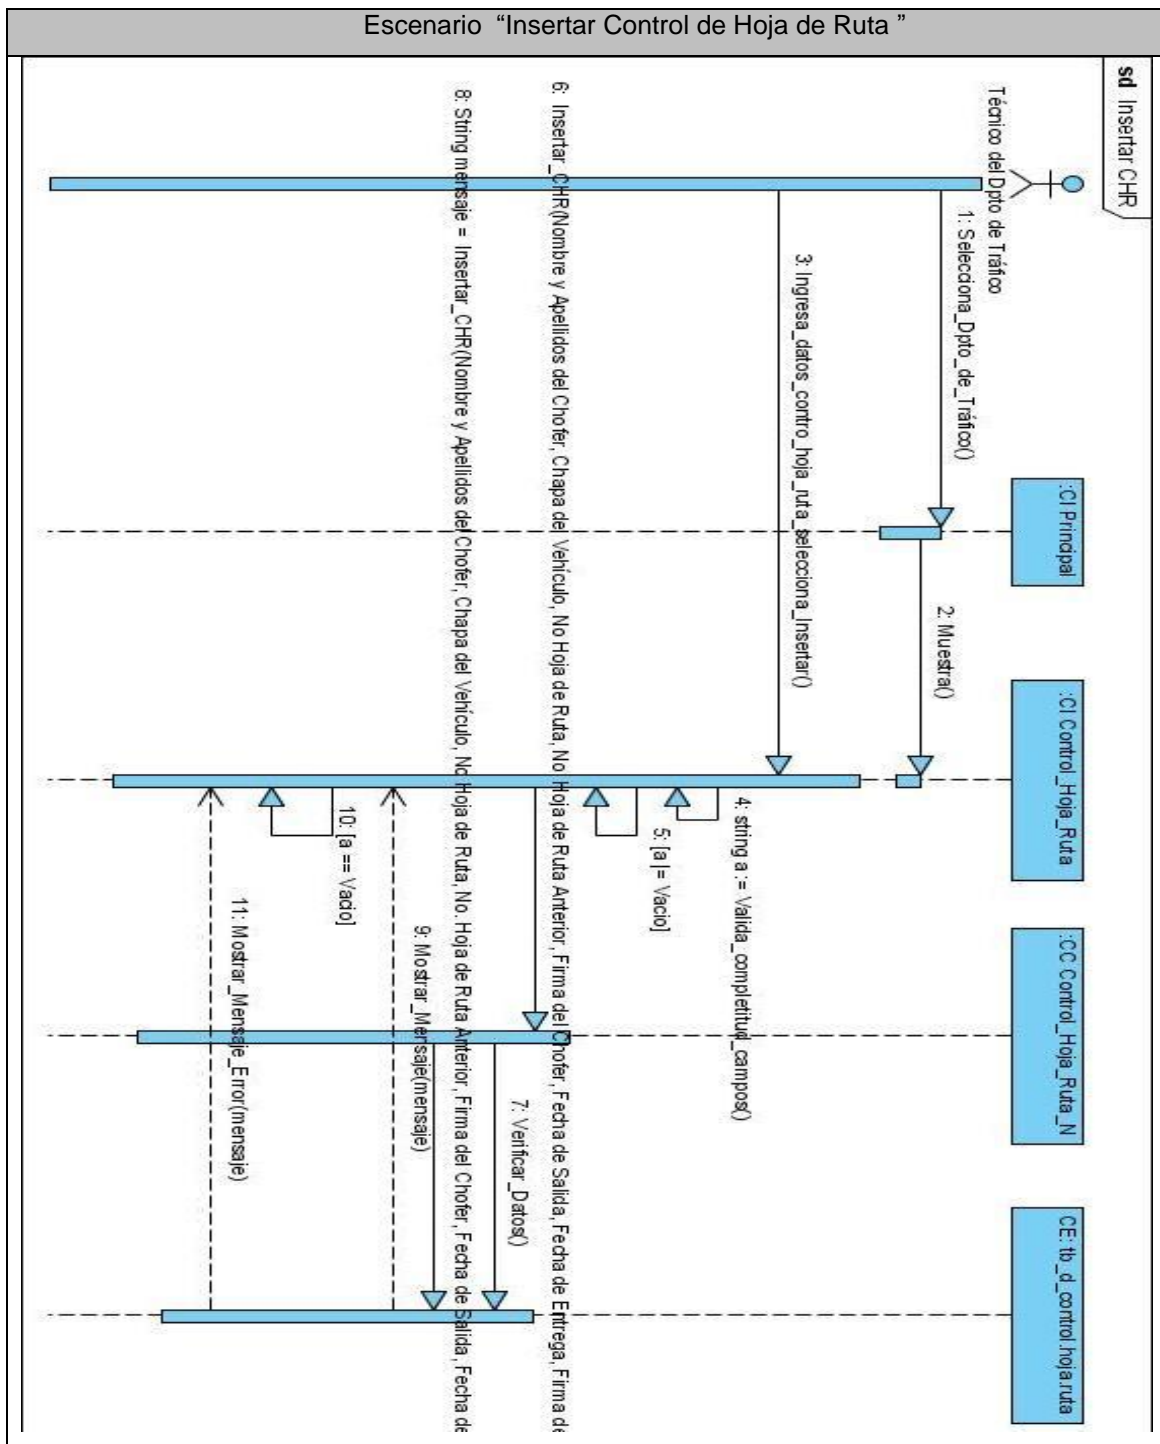 Escenario “Insertar Control de Hoja de Ruta ”
sd Insertar CHR
Técnico del Dpto de Tráfico
:CI Principal
:CI Control_Hoja_Ruta
:CC Control_Hoja_Ruta_N
CE: tb_d_control.hoja.ruta
1: Selecciona_Dpto_de_Tráfico()
2: Muestra()
3: Ingresa_datos_contro_hoja_ruta_selecciona_Insertar()
4: string a := Valida_completitud_campos()
5: [a != Vacio]
6: Insertar_CHR(Nombre y Apellidos del Chofer, Chapa del Vehículo, No Hoja de Ruta, No Hoja de Ruta Anterior, Firma del Chofer, Fecha de Salida, Fecha de Entrega, Firma de
7: Verificar_Datos()
8: String mensaje = Insertar_CHR(Nombre y Apellidos del Chofer, Chapa del Vehículo, No Hoja de Ruta, No. Hoja de Ruta Anterior, Firma del Chofer, Fecha de Salida, Fecha de
9: Mostrar_Mensaje(mensaje)
10: [a == Vacio]
11: Mostrar_Mensaje_Error(mensaje)